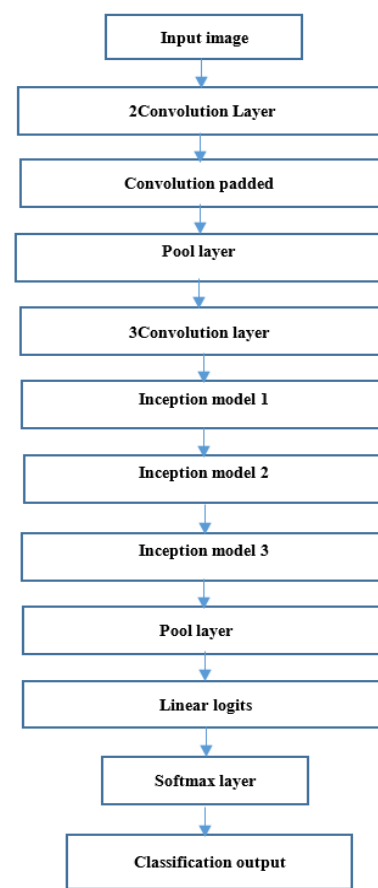 Input image
2Convolution Layer
Convolution padded
Pool layer
3Convolution layer
Inception model 1
Inception model 2
Inception model 3
Pool layer
Linear logits
Softmax layer
Classification output